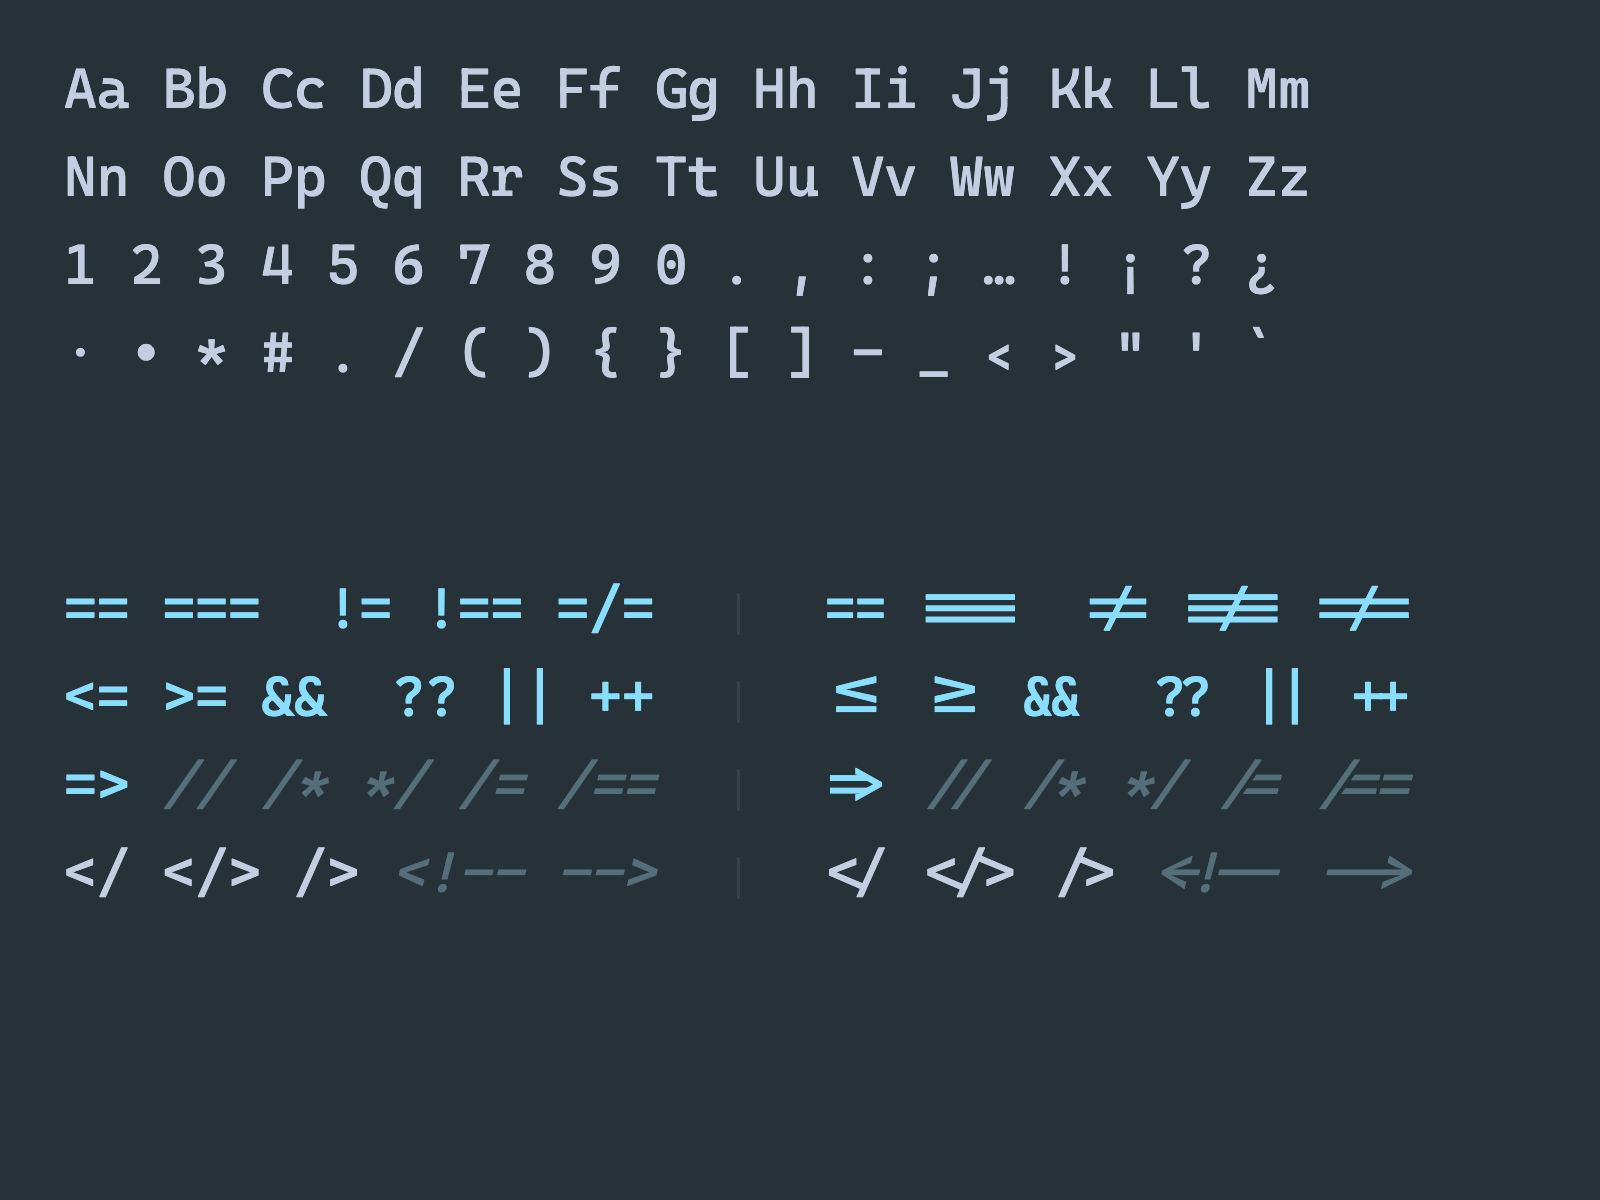 Aa Bb Cc Dd Ee Ff Gg Hh Ii Jj Kk Ll Mm
Nn Oo Pp Qq Rr Ss Tt Uu Vv Ww Xx Yy Zz
1 2 3 4 5 6 7 8 9 0 . , : ; … ! ¡ ? ¿
· • * # . / ( ) { } [ ] − _ < > " ' `
== ===  != !== =/= | == ===  != !== =/=
<= >= &&  ?? || ++ | <= >= &&  ?? || ++
=> // /* */ /= /== | => // /* */ /= /==
</ </> /> <!-- --> | </ </> /> <!-- -->